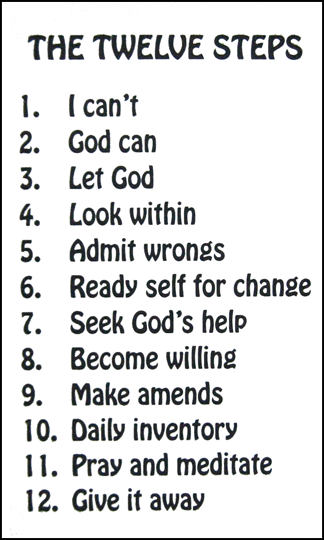 THE TWELVE STEPS
1. I can't
2. God can
3. Let God
4. Look within
5. Admit wrongs
6. Ready self for change
7. Seek God's help
8. Become willing
9. Make amends
10. Daily inventory
11. Pray and meditate
12. Give it away